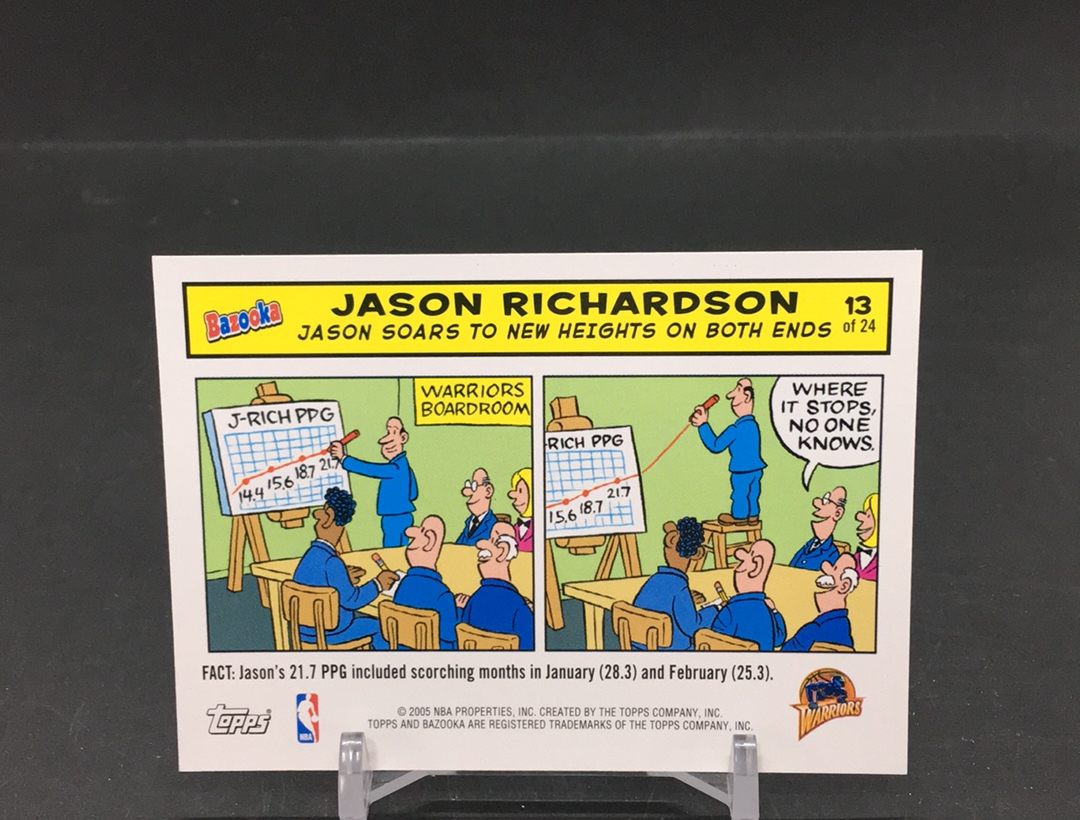 Bazooka
JASON RICHARDSON
JASON SOARS TO NEW HEIGHTS ON BOTH ENDS
13
of 24
J-RICH PPG
14.4 15.6 18.7 21.7
WARRIORS
BOARDROOM
RICH PPG
15.6 18.7 21.7
WHERE
IT STOPS,
NO ONE
KNOWS.
FACT: Jason's 21.7 PPG included scorching months in January (28.3) and February (25.3).
topps®
NBA
© 2005 NBA PROPERTIES, INC. CREATED BY THE TOPPS COMPANY, INC.
TOPPS AND BAZOOKA ARE REGISTERED TRADEMARKS OF THE TOPPS COMPANY, INC.
WARRIORS